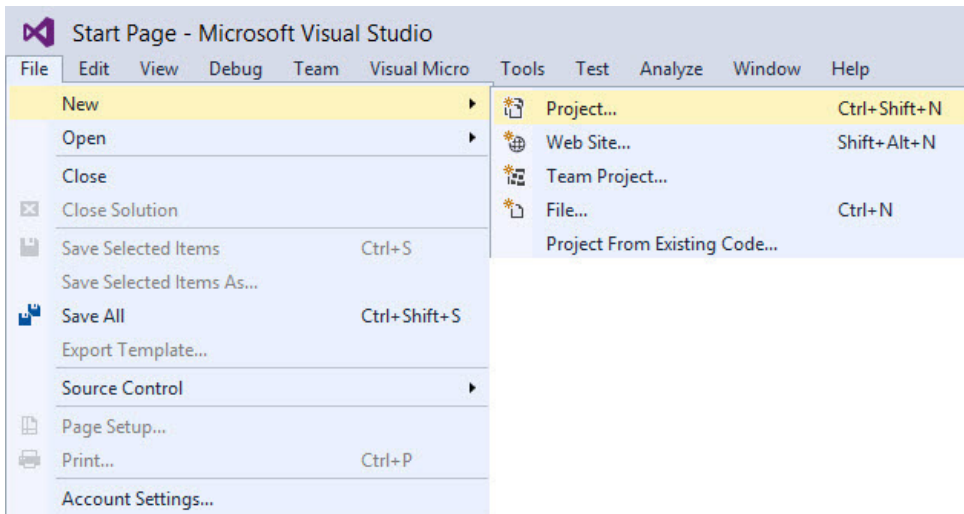 Start Page - Microsoft Visual Studio
File Edit View Debug Team Visual Micro Tools Test Analyze Window Help
New
Open
Close
Close Solution
Save Selected Items Ctrl+S
Save Selected Items As...
Save All Ctrl+Shift+S
Export Template...
Source Control
Page Setup...
Print... Ctrl+P
Account Settings...
Project... Ctrl+Shift+N
Web Site... Shift+Alt+N
Team Project...
File... Ctrl+N
Project From Existing Code...